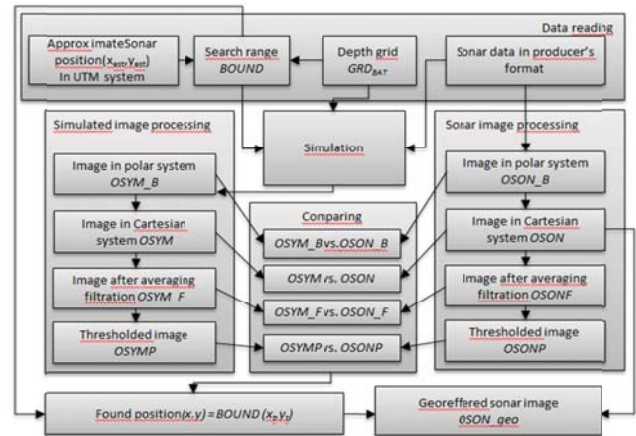 Data reading
Approx imateSonar
position(xest,yest)
In UTM system
Search range
BOUND
Depth grid
GRDBAT
Sonar data in producer's
format
Simulated image processing
Simulation
Sonar image processing
Image in polar system
OSYM_B
Image in Cartesian
system OSYM
Image after averaging
filtration OSYM_F
Thresholded image
OSYMP
Conparing
OSYM_Bvs.OSON_B
OSYM vs. OSON
OSYM_F vs. OSON_F
OSYMP vs. OSONP
Image in polar system
OSON_B
Image in Cartesian
system OSON
Image after averaging
filtration OSONF
Thresholded image
OSONP
Found position(x.y) = BOUND
Georeffered sonar image
OSON_geo